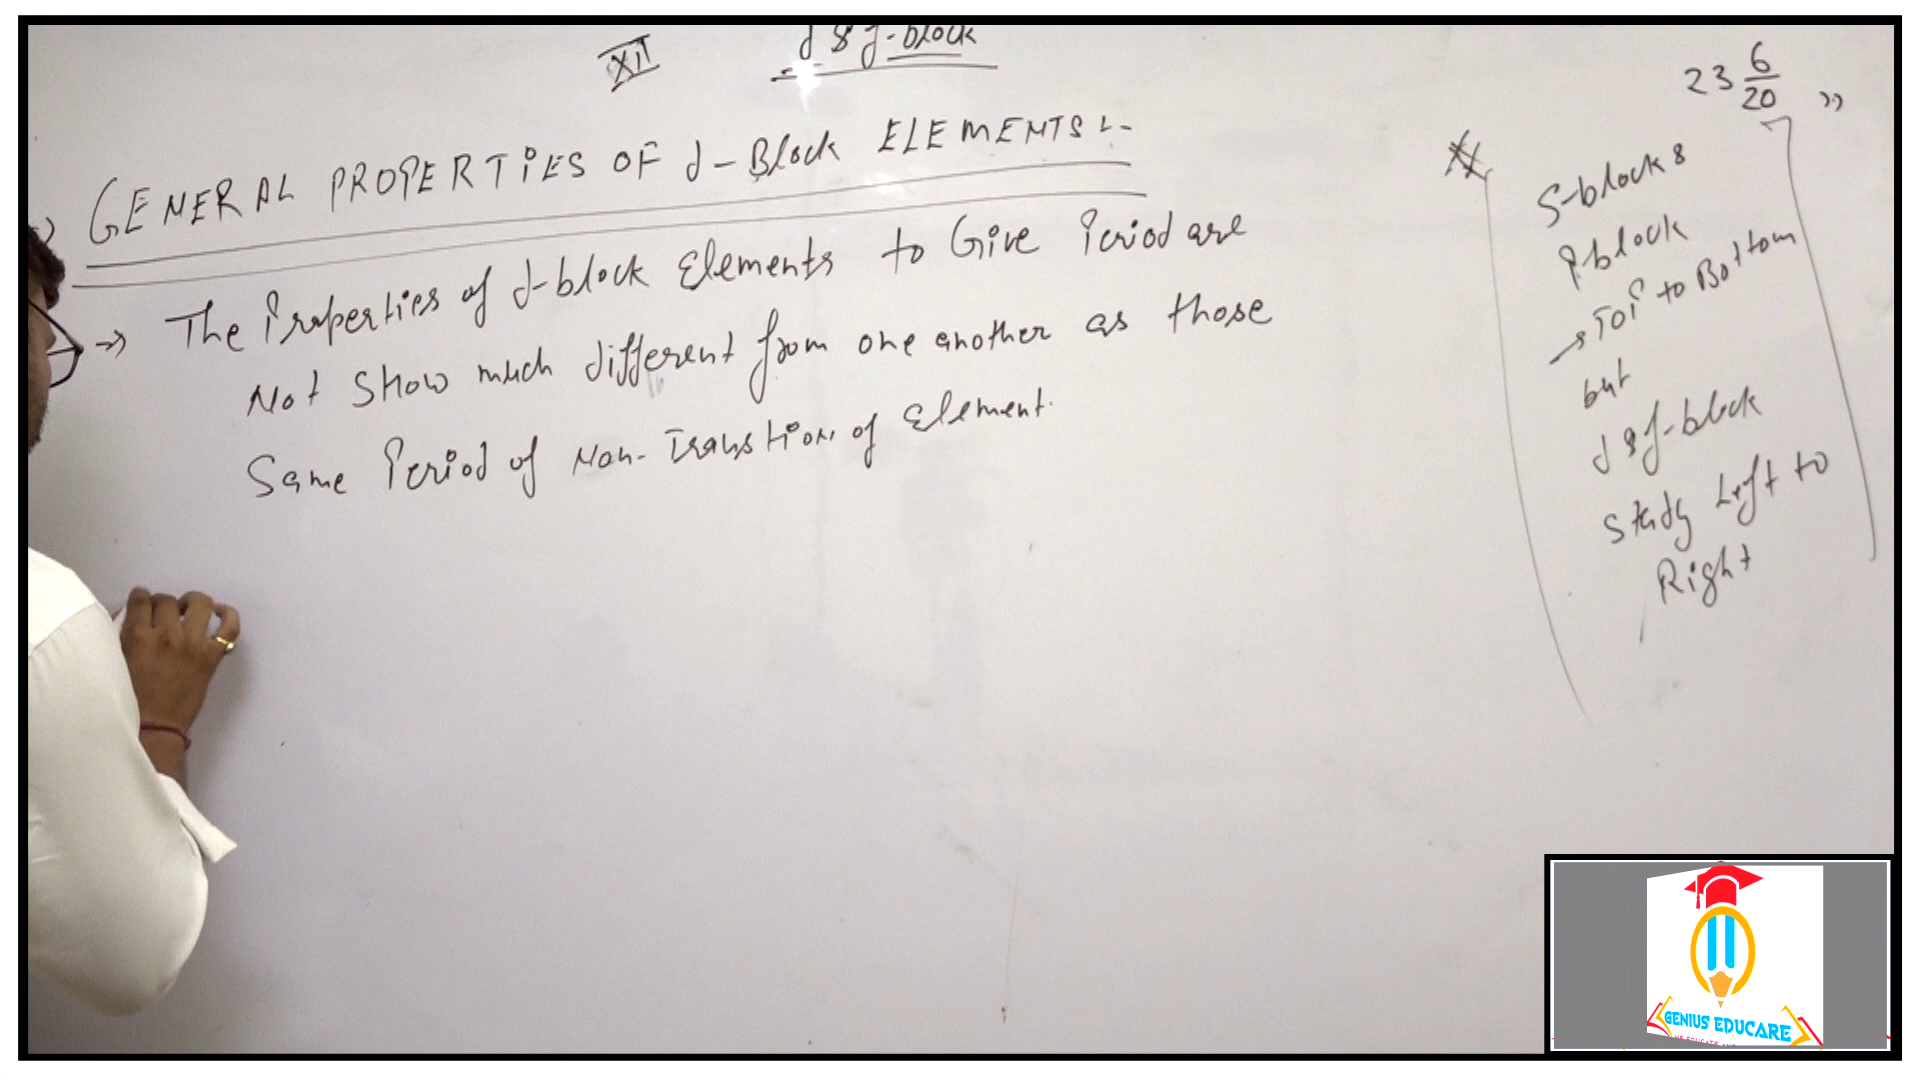 XII d & f-block
23 6/20
GENERAL PROPERTIES OF d-Block ELEMENTS:-
→ The Properties of d-block Elements to Give Period are
Not Show much different from one another as those
Same Period of Non-Transtion of Element.
S-block &
P-block
→ ToP to Bottom
but
d & f-block
Study Left to
Right
GENIUS EDUCARE